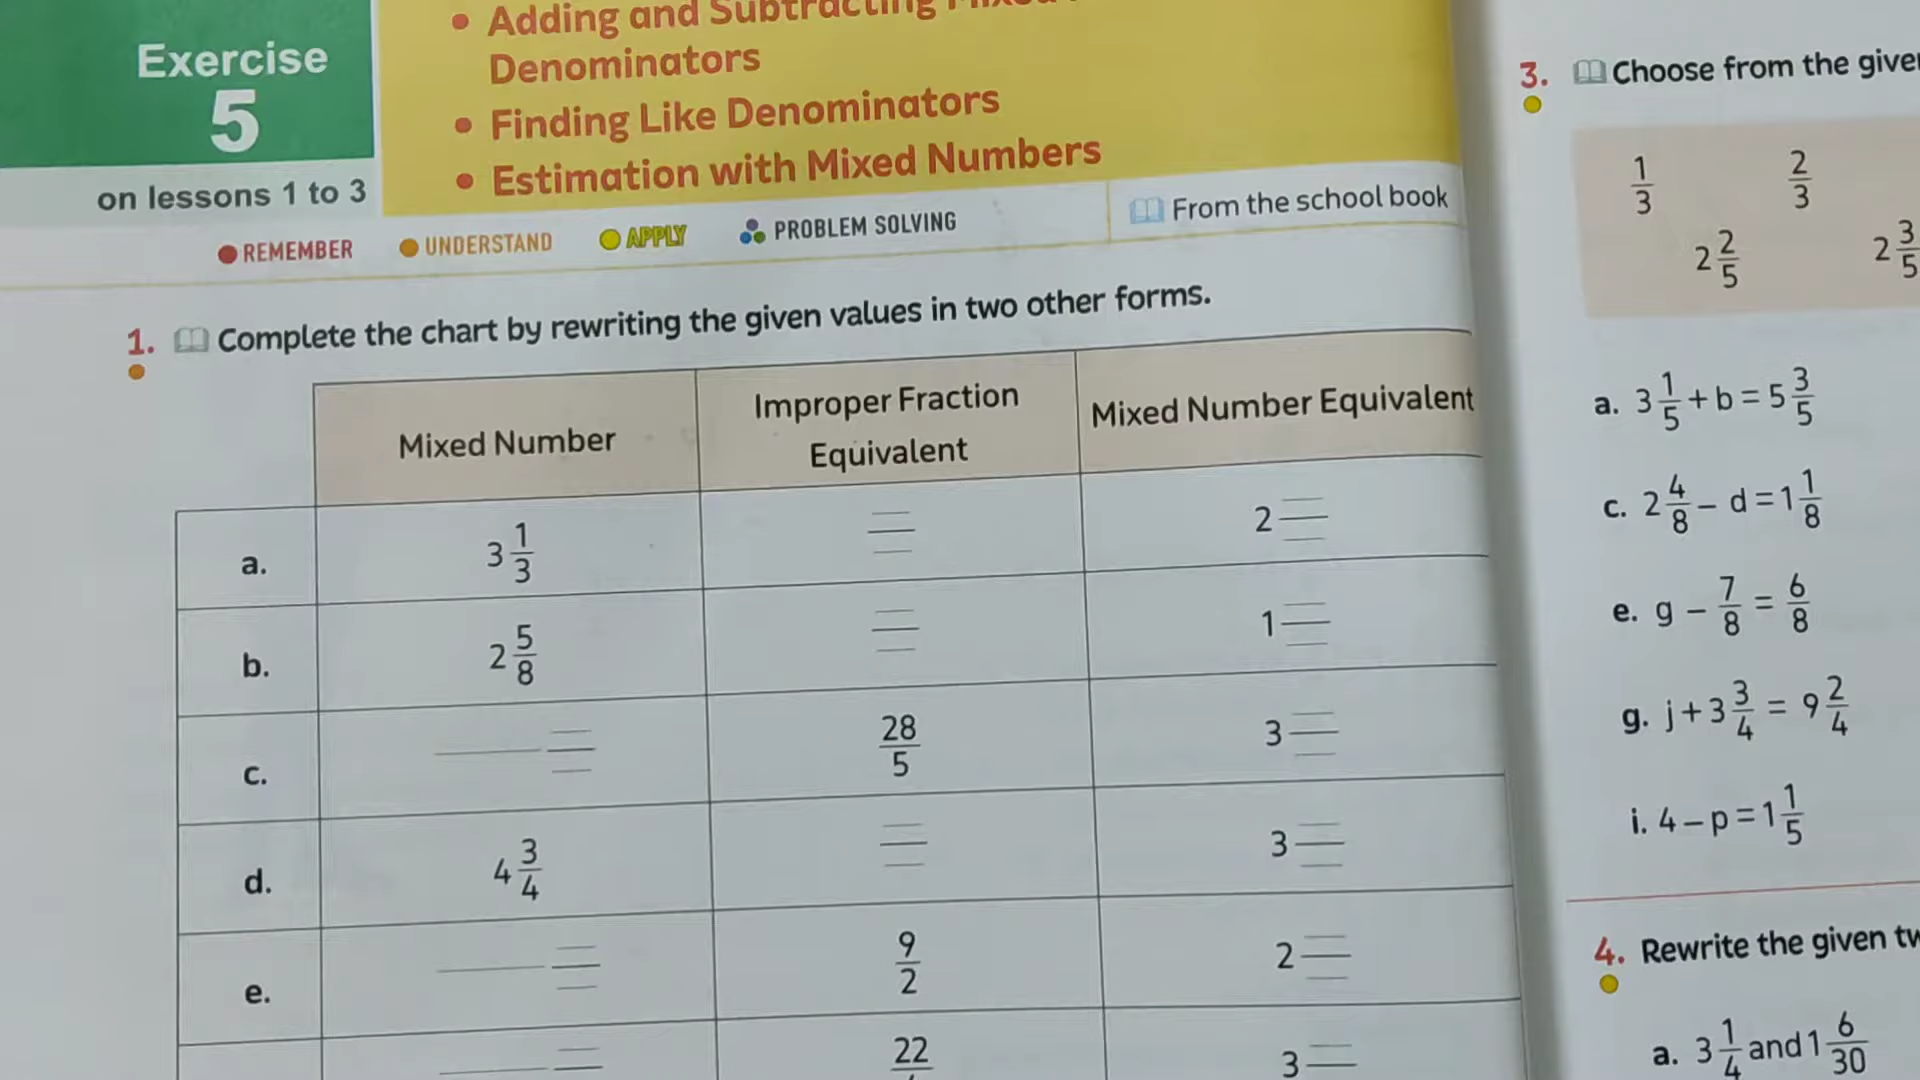 Exercise
5
on lessons 1 to 3
• Adding and Subtracting
Denominators
• Finding Like Denominators
• Estimation with Mixed Numbers
REMEMBER UNDERSTAND APPLY PROBLEM SOLVING
From the school book
1. Complete the chart by rewriting the given values in two other forms.
Mixed Number
Improper Fraction
Equivalent
Mixed Number Equivalent
a. 3 1/3 2
b. 2 5/8 1
c. 28/5 3
d. 4 3/4 3
e. 9/2 2
22 3
3. Choose from the
1/3 2/3
2 2/5 2 3/5
a. 3 1/5 + b = 5 3/5
c. 2 4/8 – d = 1 1/8
e. g – 7/8 = 6/8
g. j + 3 3/4 = 9 2/4
i. 4 – p = 1 1/5
4. Rewrite the given
a. 3 1/4 and 1 6/30